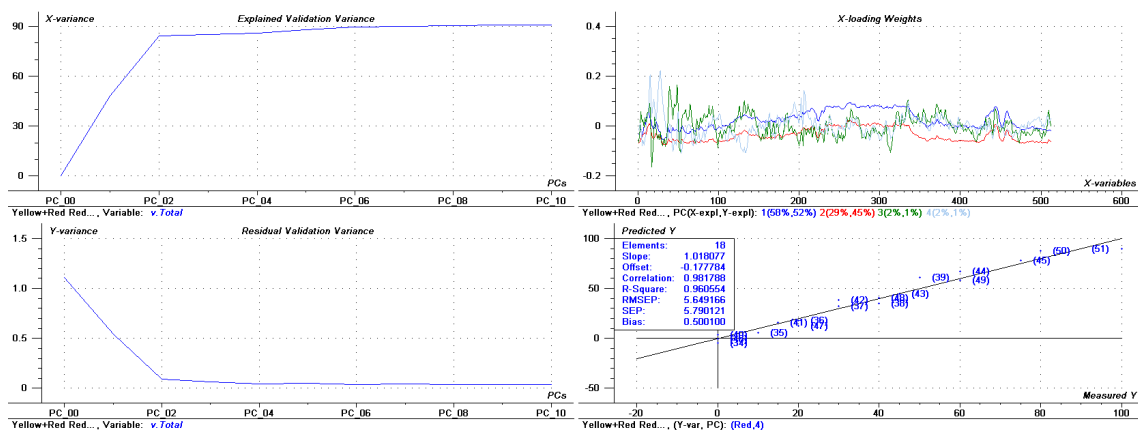 X-variance Explained Validation Variance
90
60
30
0
PCs
PC_00 PC_02 PC_04 PC_06 PC_08 PC_10
Yellow+Red Red... , Variable: v.Total
X-loading Weights
0.4
0.2
0
-0.2
X-variables
0 100 200 300 400 500 600
Yellow+Red Red... , PC(X-expl,Y-expl): 1(58%,52%) 2(29%,45%) 3(2%,1%) 4(2%,1%)
Y-variance Residual Validation Variance
1.5
1.0
0.5
0
PCs
PC_00 PC_02 PC_04 PC_06 PC_08 PC_10
Yellow+Red Red... , Variable: v.Total
Predicted Y
100
50
0
-50
Elements: 18
Slope: 1.018077
Offset: -0.177784
Correlation: 0.981788
R-Square: 0.960554
RMSEP: 5.649166
SEP: 5.790121
Bias: 0.500100
(50) (51)
(45)
(44)
(39) (49)
(43)
(42)
(37) (38)
(41)
(47)
(35)
(34)
Measured Y
-20 0 20 40 60 80 100
Yellow+Red Red... , (Y-var, PC): (Red,4)